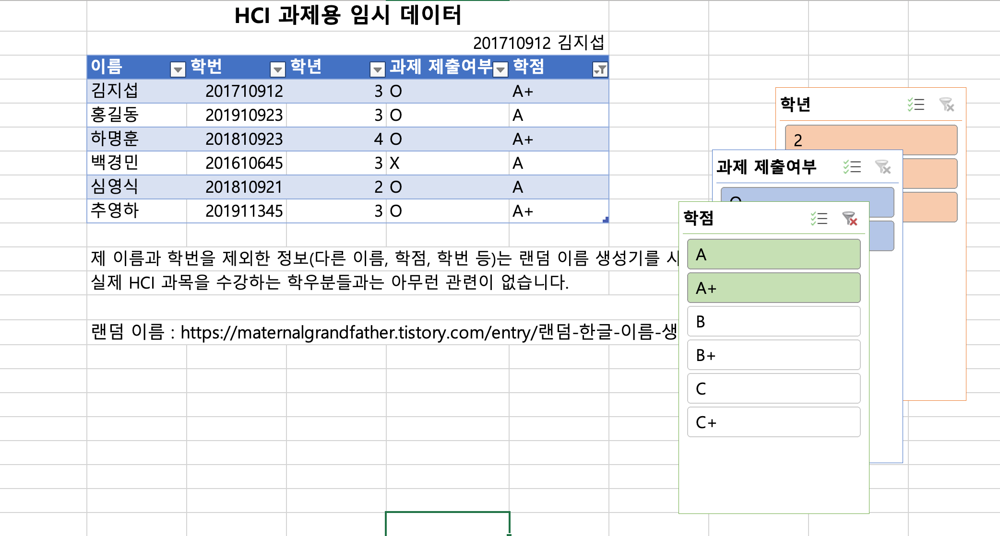 HCI 과제용 임시 데이터
201710912 김지섭
이름 학번 학년 과제 제출여부 학점
김지섭 201710912 3 O A+
홍길동 201910923 3 O A
하명훈 201810923 4 O A+
백경민 201610645 3 X A
심영식 201810921 2 O A
추영하 201911345 3 O A+
제 이름과 학번을 제외한 정보(다른 이름, 학점, 학번 등)는 랜덤 이름 생성기를
실제 HCI 과목을 수강하는 학우분들과는 아무런 관련이 없습니다.
랜덤 이름 : https://maternalgrandfather.tistory.com/entry/랜덤-한글-이름-생
학년
2
과제 제출여부
학점
A
A+
B
B+
C
C+